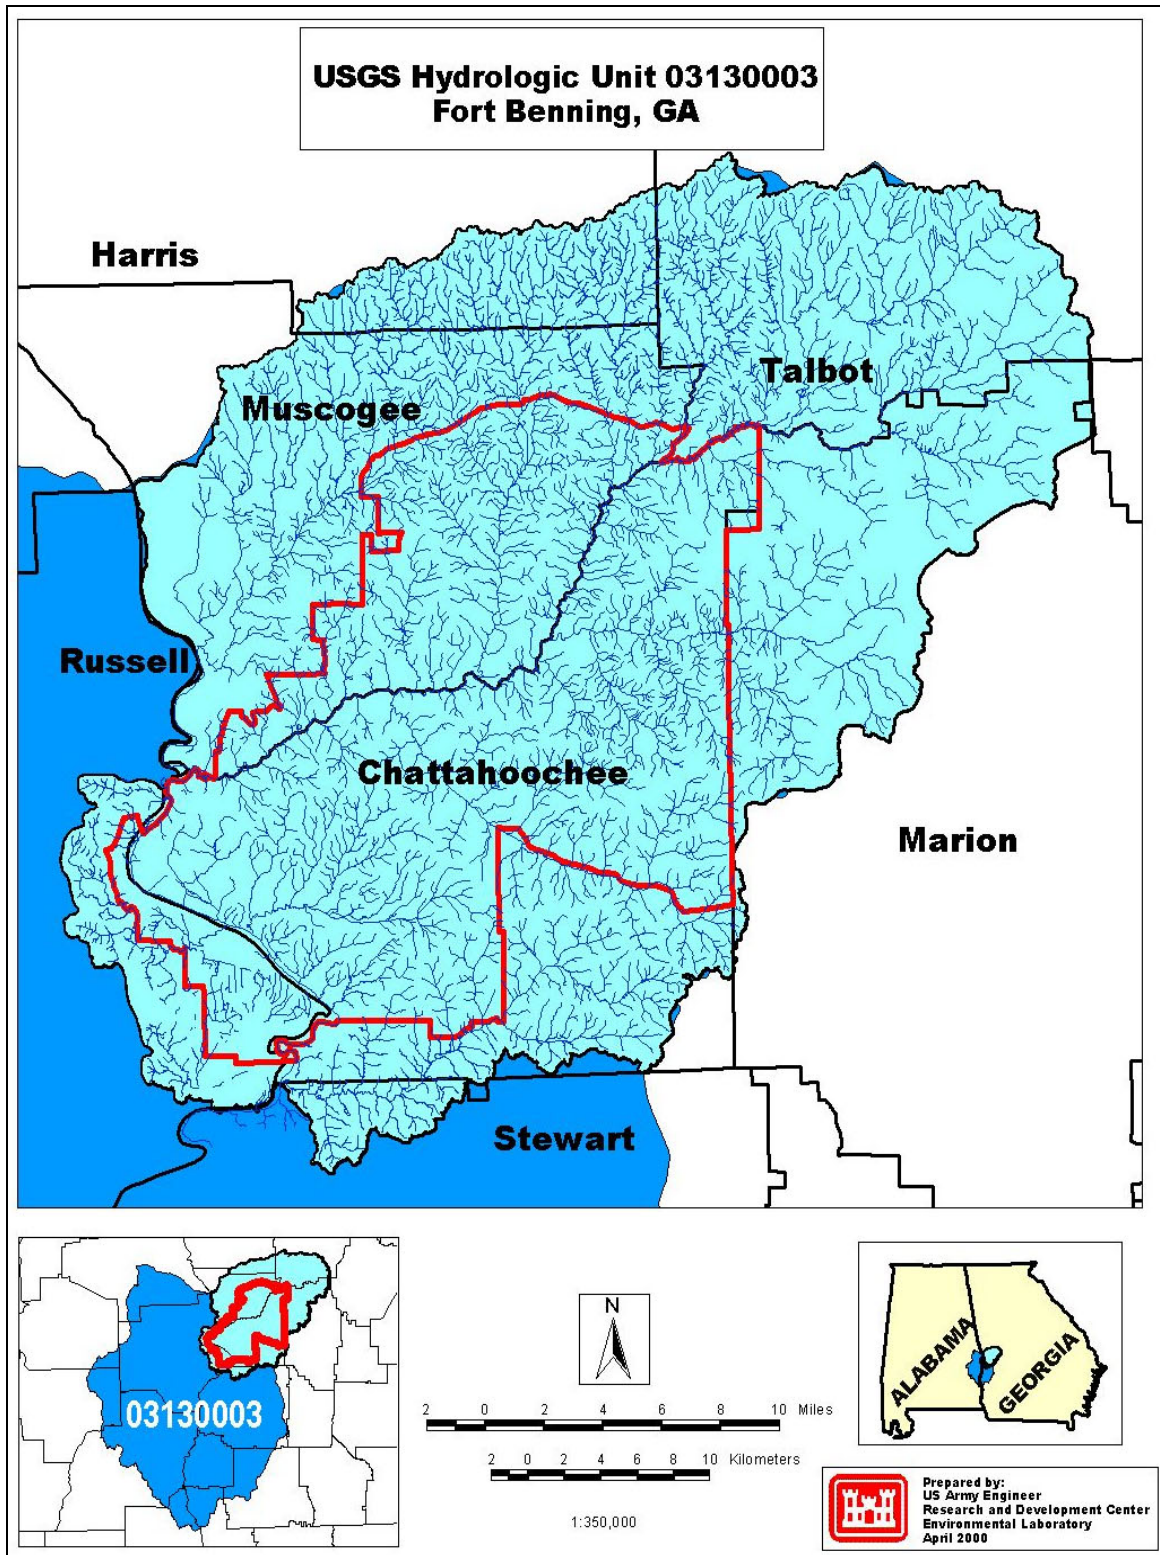 USGS Hydrologic Unit 03130003
Fort Benning, GA
Harris
Talbot
Muscogee
Russell
Chattahoochee
Marion
Stewart
03130003
N
2 0 2 4 6 8 10 Miles
2 0 2 4 6 8 10 Kilometers
1:350,000
ALABAMA
GEORGIA
Prepared by:
US Army Engineer
Research and Development Center
Environmental Laboratory
April 2000